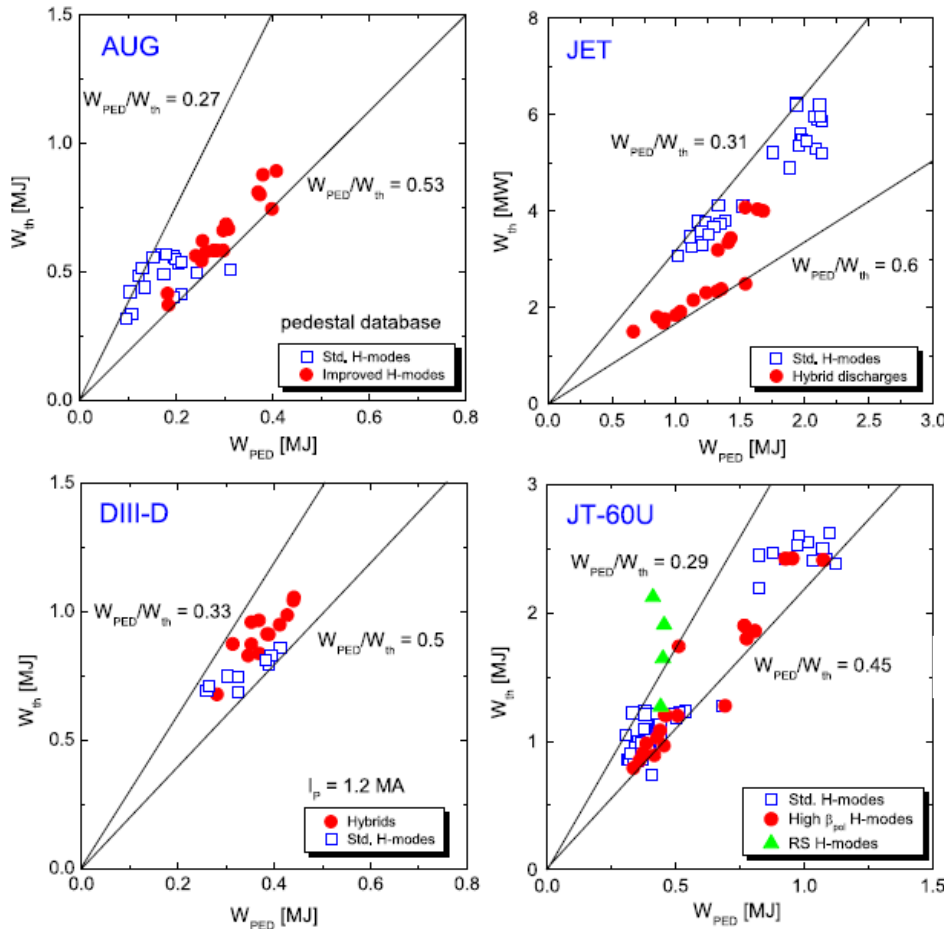 AUG
W_PED/W_th = 0.27
W_PED/W_th = 0.53
pedestal database
Std. H-modes
Improved H-modes
W_th [MJ]
1.5
1.0
0.5
0.0
0.0 0.2 0.4 0.6 0.8
W_PED [MJ]
JET
W_PED/W_th = 0.31
W_PED/W_th = 0.6
Std. H-modes
Hybrid discharges
W_th [MW]
8
6
4
2
0
0.0 0.5 1.0 1.5 2.0 2.5 3.0
W_PED [MJ]
DIII-D
W_PED/W_th = 0.33
W_PED/W_th = 0.5
I_P = 1.2 MA
Hybrids
Std. H-modes
W_th [MJ]
1.5
1.0
0.5
0.0
0.0 0.2 0.4 0.6 0.8
W_PED [MJ]
JT-60U
W_PED/W_th = 0.29
W_PED/W_th = 0.45
Std. H-modes
High β_pol H-modes
RS H-modes
W_th [MJ]
3
2
1
0
0.0 0.5 1.0 1.5
W_PED [MJ]